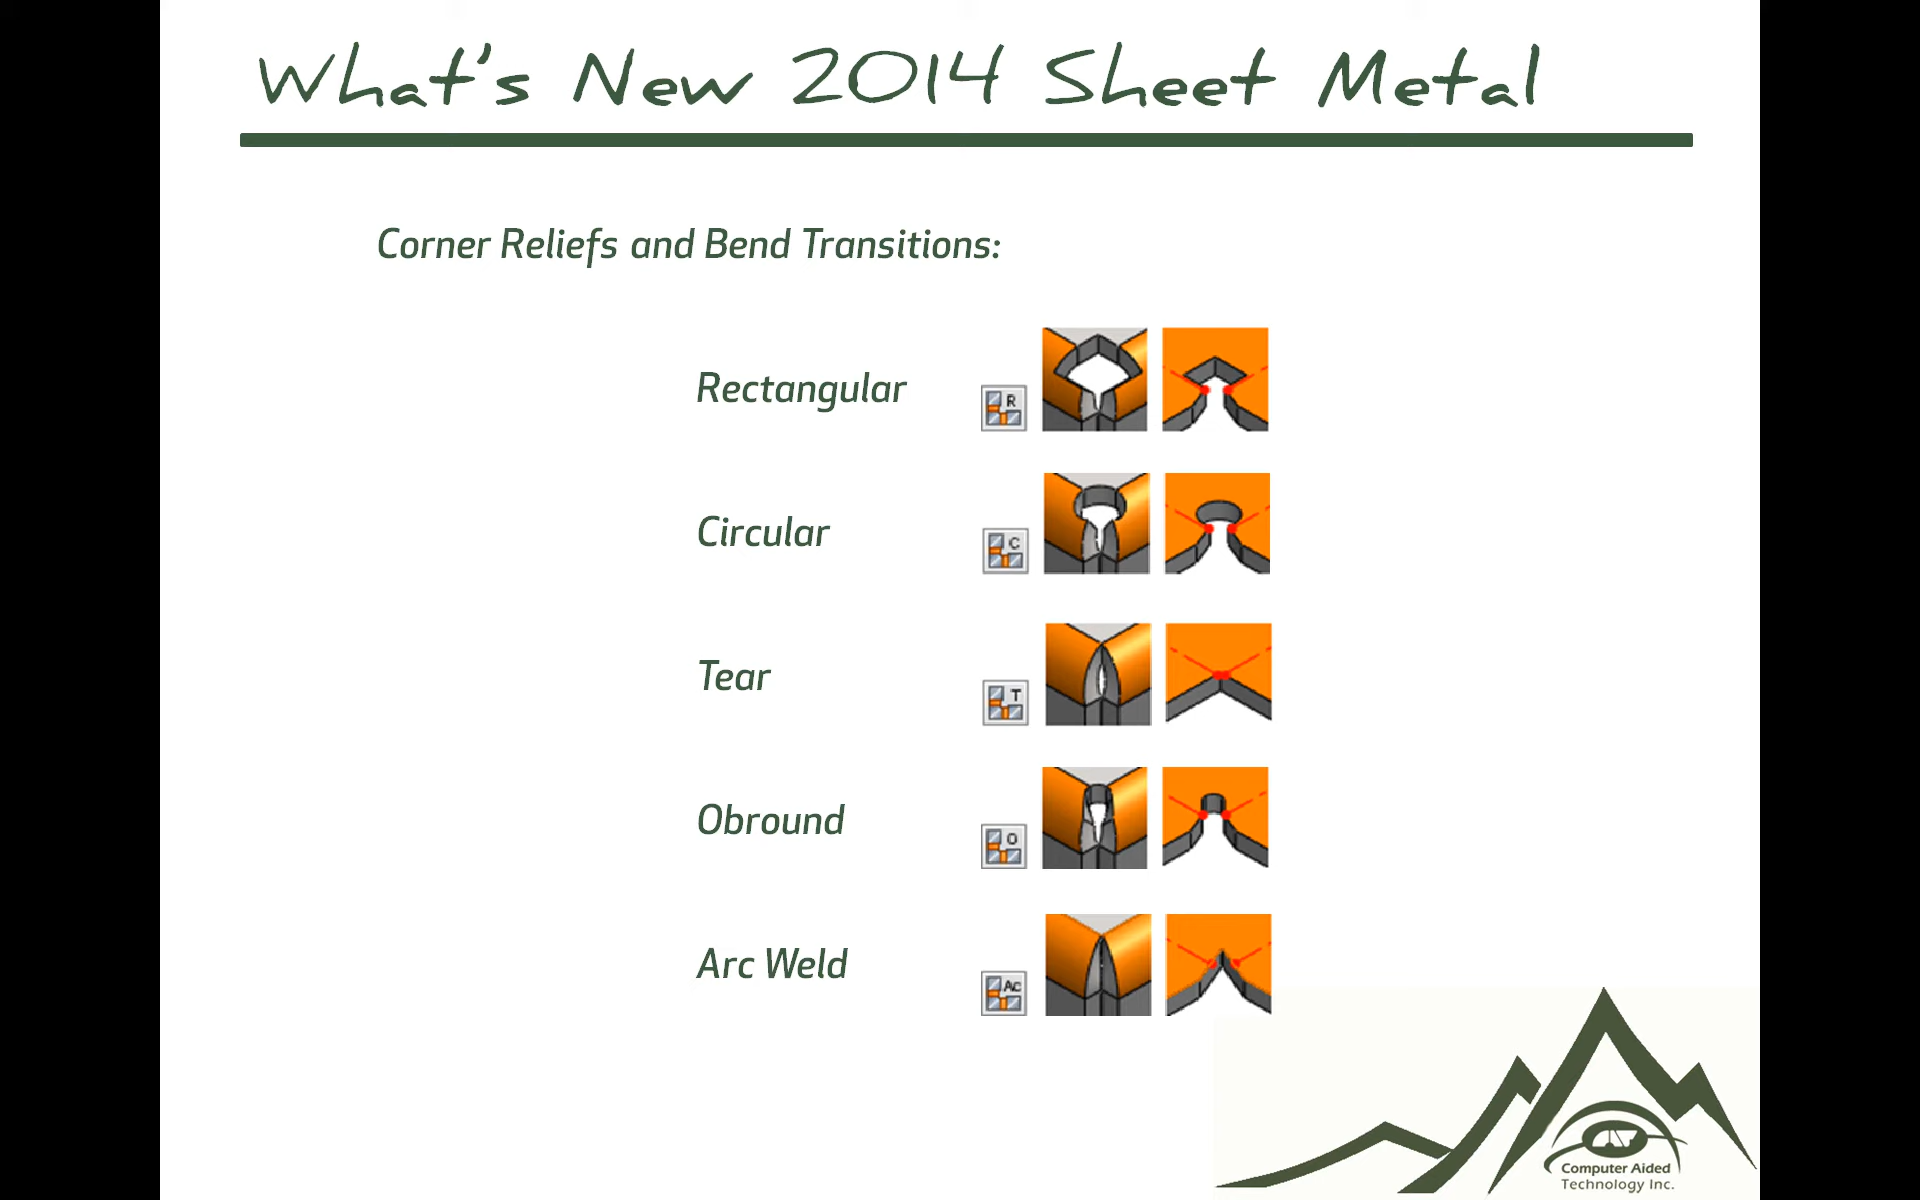 What's New 2014 Sheet Metal
Corner Reliefs and Bend Transitions:
Rectangular
R
Circular
C
Tear
T
Obround
O
Arc Weld
Ac
Computer Aided
Technology Inc.